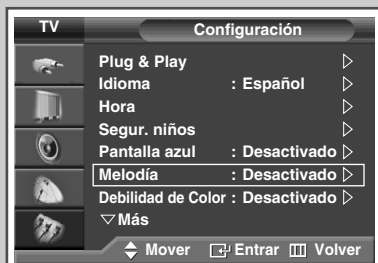 TV Configuración
Plug & Play
Idioma : Español
Hora
Segur. niños
Pantalla azul : Desactivado
Melodía : Desactivado
Debilidad de Color : Desactivado
Más
Mover Entrar Volver